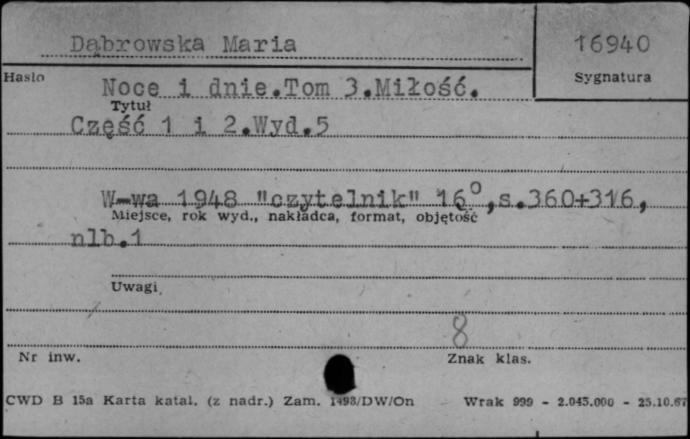 Dąbrowska Maria 16940
Hasło Sygnatura
Noce i dnie.Tom 3.Miłość.
Tytuł
Część 1 i 2.Wyd.5
W-wa 1948 "czytelnik" 16°,s.360+316,
Miejsce, rok wyd., nakładca, format, objętość
nlb.1
Uwagi
8
Nr inw. Znak klas.
CWD B 15a Karta katal. (z nadr.) Zam. 1498/DW/On Wrak 999 - 2.045.000 - 25.10.67